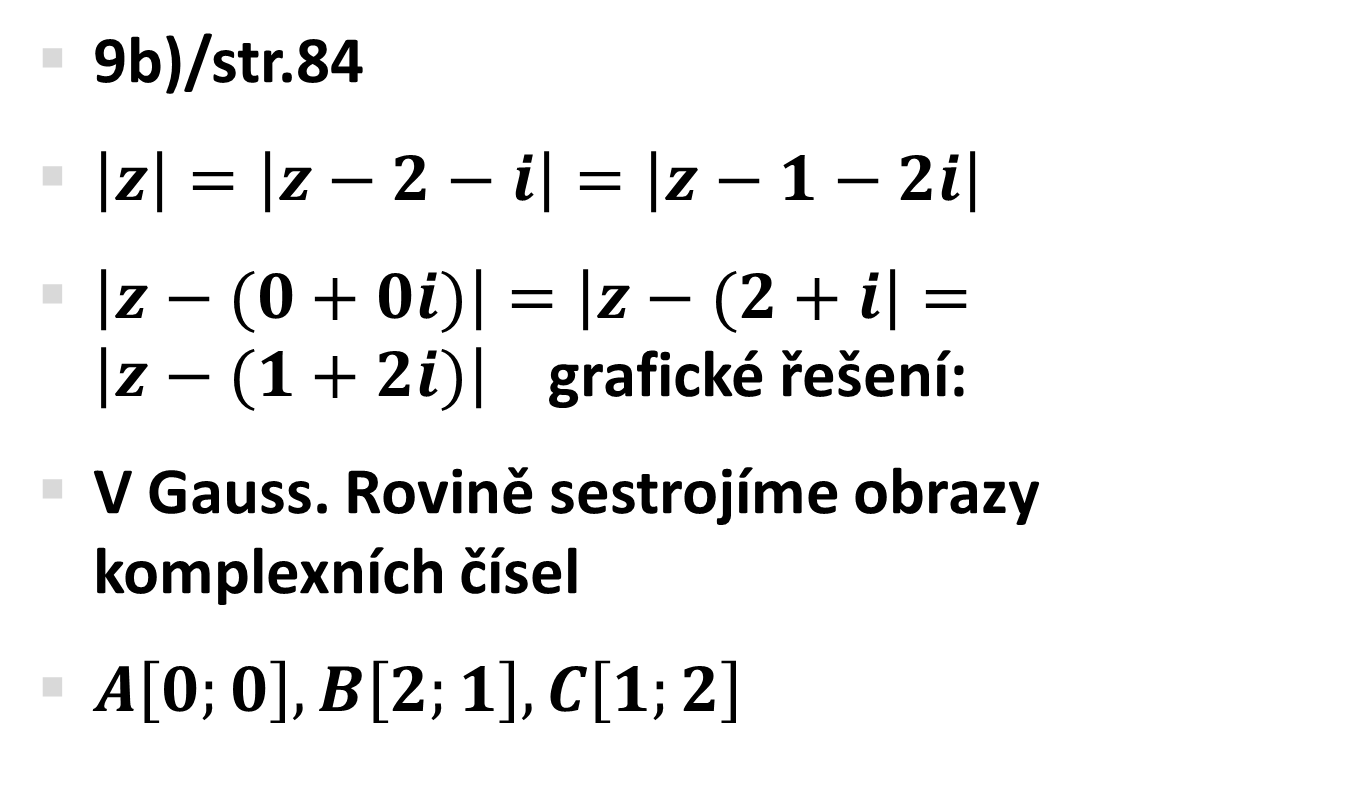 9b)/str.84
|z| = |z − 2 − i| = |z − 1 − 2i|
|z − (0 + 0i)| = |z − (2 + i| =
|z − (1 + 2i)| grafické řešení:
V Gauss. Rovině sestrojíme obrazy
komplexních čísel
A[0; 0], B[2; 1], C[1; 2]